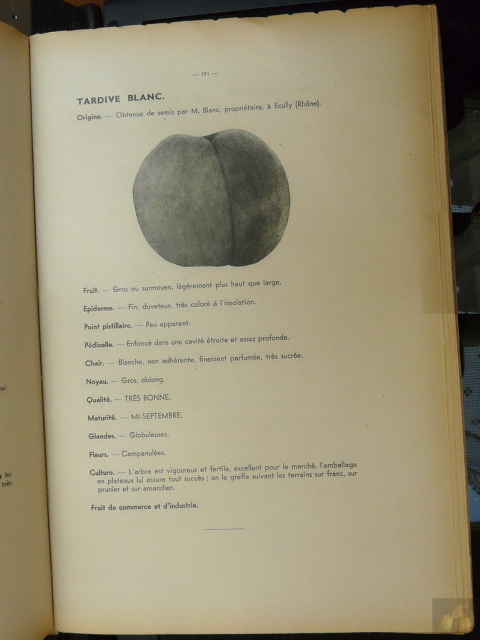 — 171 —
TARDIVE BLANC.
Origine. — Obtenue de semis par M. Blanc, propriétaire, à Ecully (Rhône).
Fruit. — Gros ou surmoyen, légèrement plus haut que large.
Epiderme. — Fin, duveteux, très coloré à l'insolation.
Point pistillaire. — Peu apparent.
Pédicelle. — Enfoncé dans une cavité étroite et assez profonde.
Chair. — Blanche, non adhérente, finement parfumée, très sucrée.
Noyau. — Gros, oblong.
Qualité. — TRÈS BONNE.
Maturité. — MI-SEPTEMBRE.
Glandes. — Globuleuses.
Fleurs. — Campanulées.
Culture. — L'arbre est vigoureux et fertile, excellent pour le marché, l'emballage
en plateaux lui assure tout succès ; on le greffe suivant les terrains sur franc, sur
prunier et sur amandier.
Fruit de commerce et d'industrie.
les
très